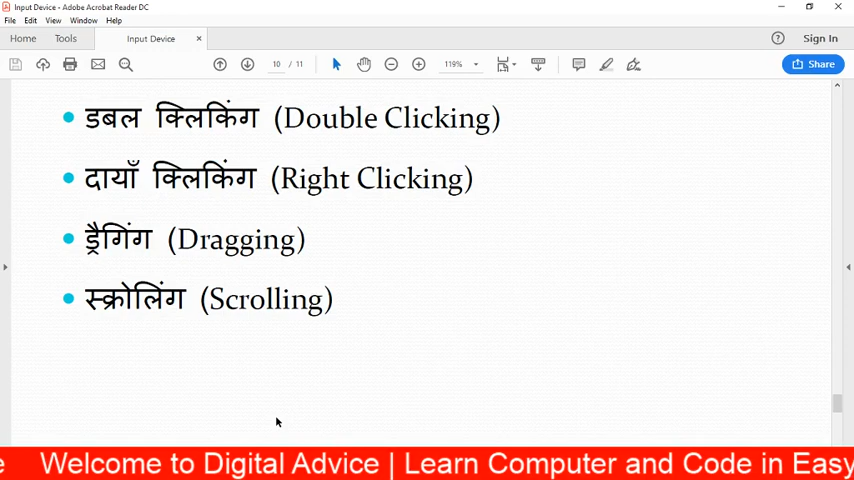 Input Device - Adobe Acrobat Reader DC
File Edit View Window Help
Home Tools Input Device × Sign In
10 / 11 119% Share
• डबल क्लिकिंग (Double Clicking)
• दायाँ क्लिकिंग (Right Clicking)
• ड्रैगिंग (Dragging)
• स्क्रोलिंग (Scrolling)
e Welcome to Digital Advice | Learn Computer and Code in Easy